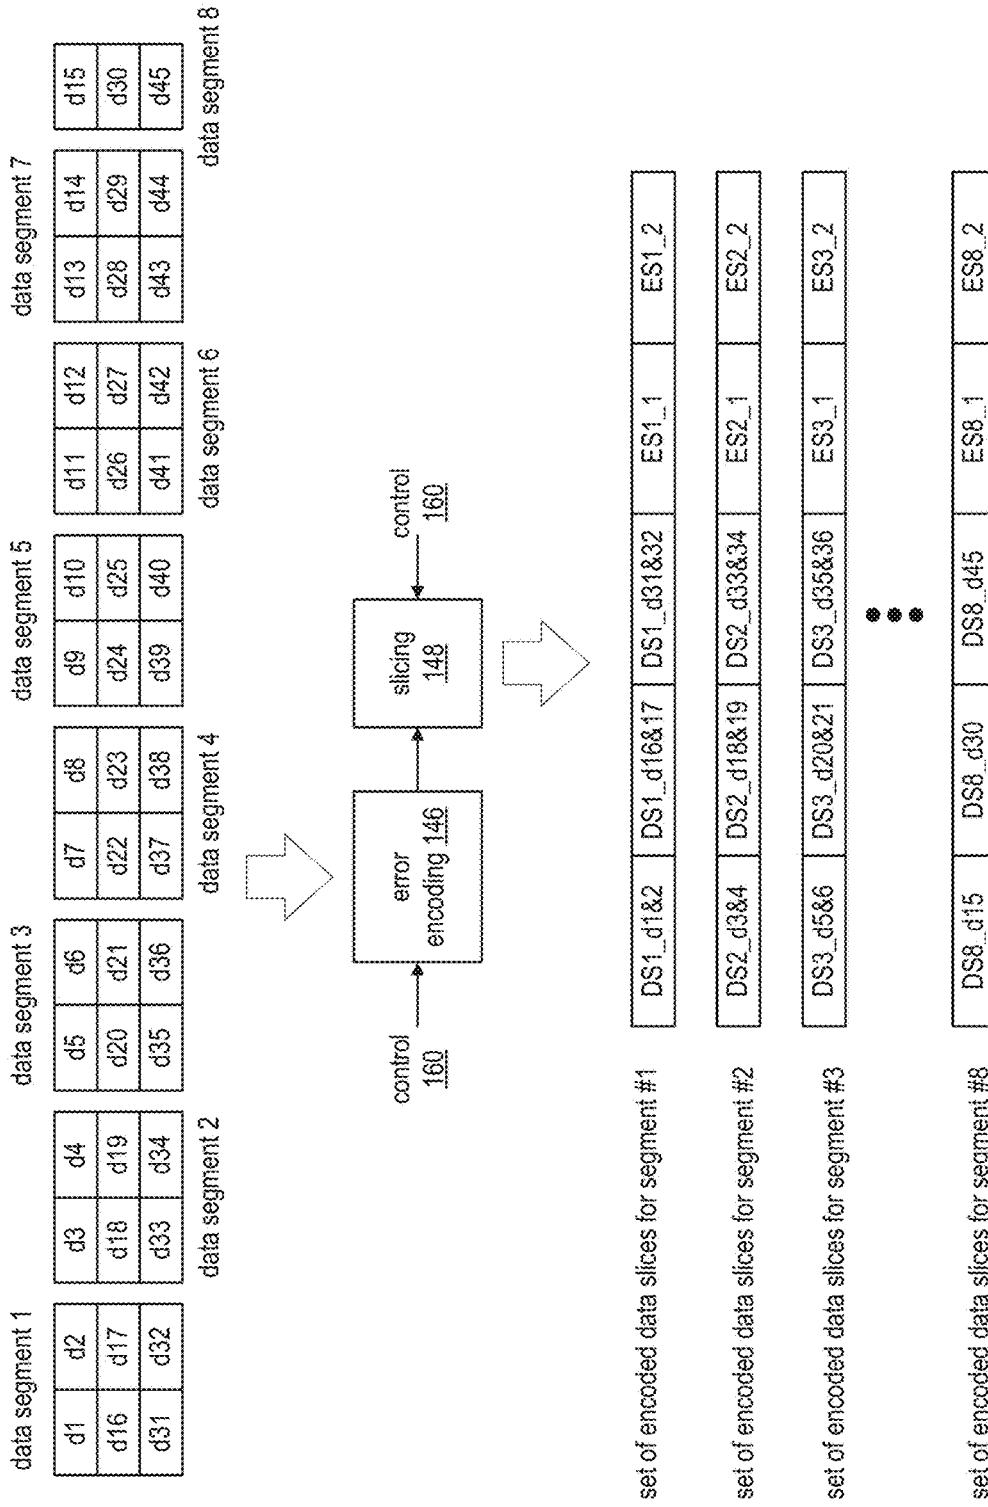 data segment 1
d1 d2
d16 d17
d31 d32
d3 d4
d18 d19
d33 d34
data segment 2
data segment 3
d5 d6
d20 d21
d35 d36
d7 d8
d22 d23
d37 d38
data segment 4
data segment 5
d9 d10
d24 d25
d39 d40
d11 d12
d26 d27
d41 d42
data segment 6
data segment 7
d13 d14
d28 d29
d43 d44
d15
d30
d45
data segment 8
control
160
error
encoding 146
slicing
148
control
160
set of encoded data slices for segment #1
DS1_d1&2 DS1_d16&17 DS1_d31&32 ES1_1 ES1_2
set of encoded data slices for segment #2
DS2_d3&4 DS2_d18&19 DS2_d33&34 ES2_1 ES2_2
set of encoded data slices for segment #3
DS3_d5&6 DS3_d20&21 DS3_d35&36 ES3_1 ES3_2
set of encoded data slices for segment #8
DS8_d15 DS8_d30 DS8_d45 ES8_1 ES8_2